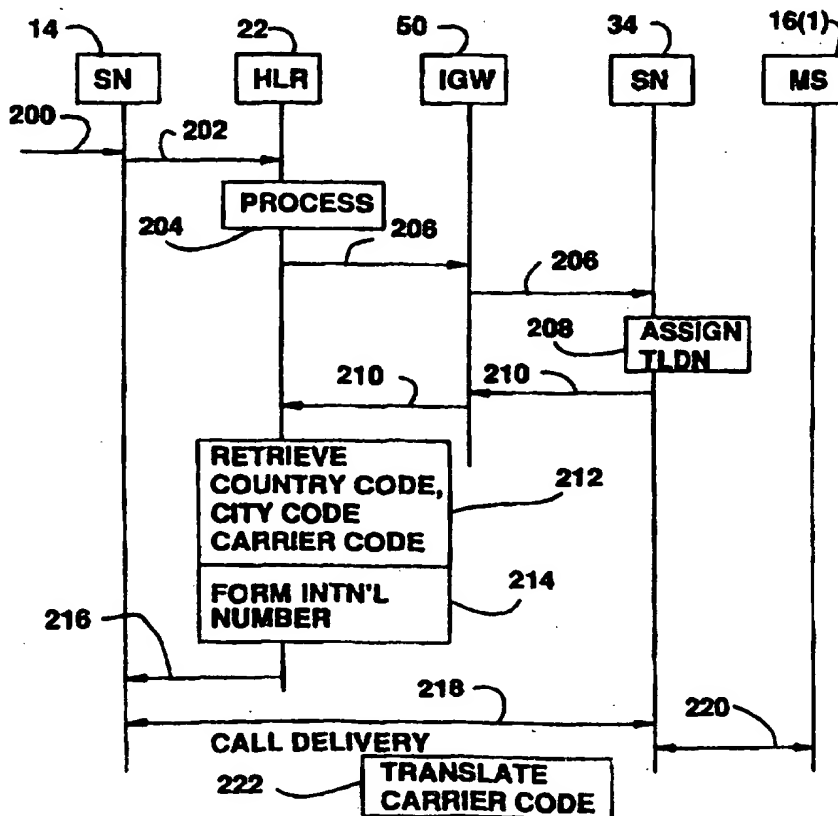 14 22 50 34 16(1)
SN HLR IGW SN MS
200 202
PROCESS
204 206
206
208 ASSIGN
TLDN
210 210
RETRIEVE
COUNTRY CODE,
CITY CODE
CARRIER CODE
212
FORM INTN'L
NUMBER
214
216
218
220
CALL DELIVERY
222 TRANSLATE
CARRIER CODE